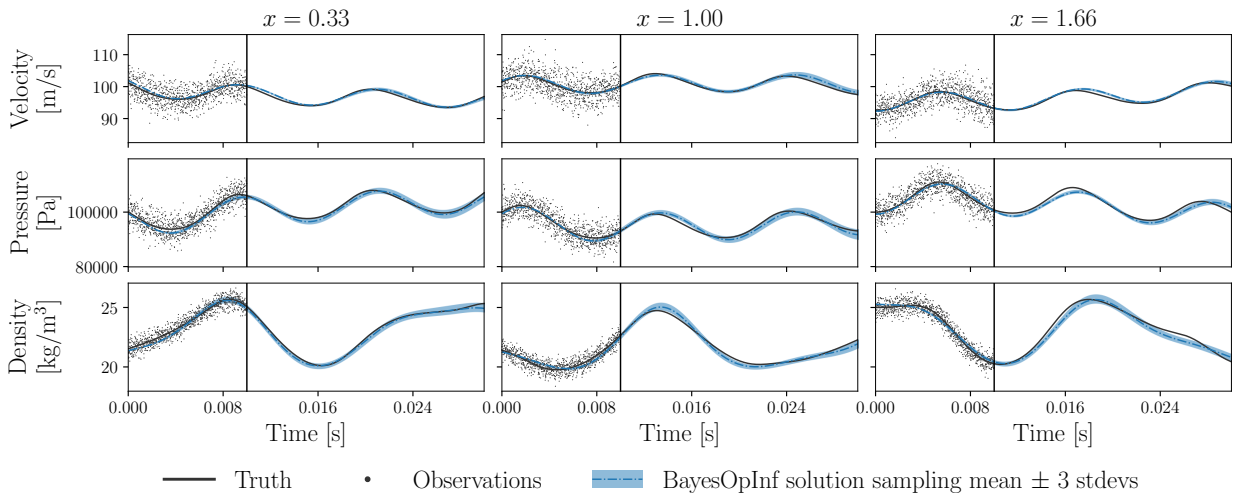 x = 0.33
x = 1.00
x = 1.66
Velocity
[m/s]
110
100
90
Pressure
[Pa]
100000
80000
Density
[kg/m³]
25
20
0.000 0.008 0.016 0.024
0.000 0.008 0.016 0.024
0.000 0.008 0.016 0.024
Time [s]
Time [s]
Time [s]
Truth
Observations
BayesOpInf solution sampling mean ± 3 stdevs